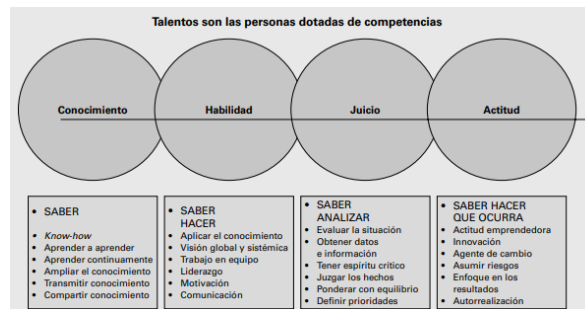 Talentos son las personas dotadas de competencias
Conocimiento
Habilidad
Juicio
Actitud
• SABER
• Know-how
• Aprender a aprender
• Aprender continuamente
• Ampliar el conocimiento
• Transmitir conocimiento
• Compartir conocimiento
• SABER
HACER
• Aplicar el conocimiento
• Visión global y sistémica
• Trabajo en equipo
• Liderazgo
• Motivación
• Comunicación
• SABER
ANALIZAR
• Evaluar la situación
• Obtener datos
e información
• Tener espíritu crítico
• Juzgar los hechos
• Ponderar con equilibrio
• Definir prioridades
• SABER HACER
QUE OCURRA
• Actitud emprendedora
• Innovación
• Agente de cambio
• Asumir riesgos
• Enfoque en los
resultados
• Autorrealización